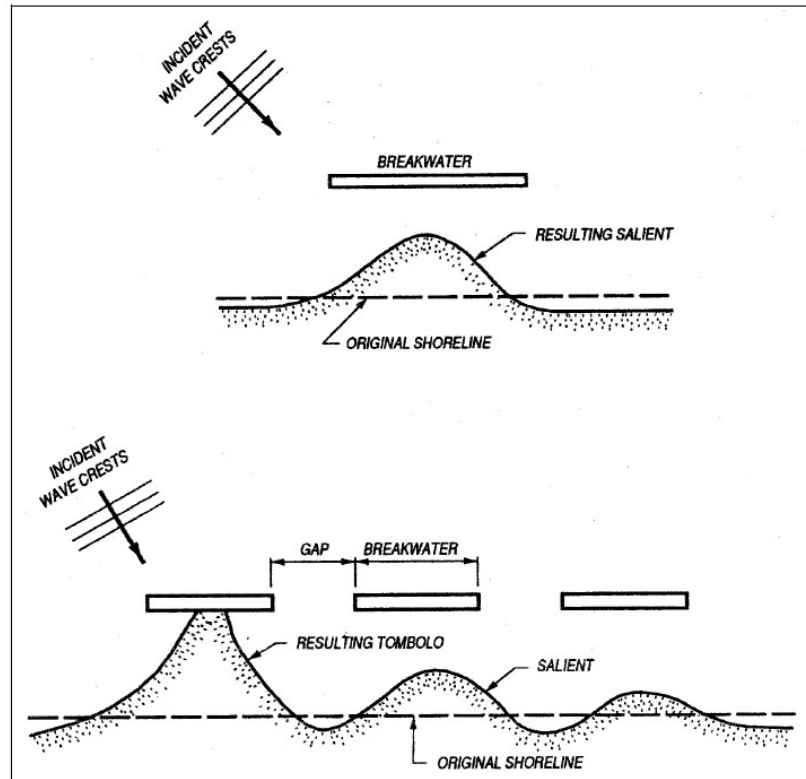 INCIDENT
WAVE CRESTS
BREAKWATER
RESULTING SALIENT
ORIGINAL SHORELINE
INCIDENT
WAVE CRESTS
GAP
BREAKWATER
RESULTING TOMBOLO
SALIENT
ORIGINAL SHORELINE